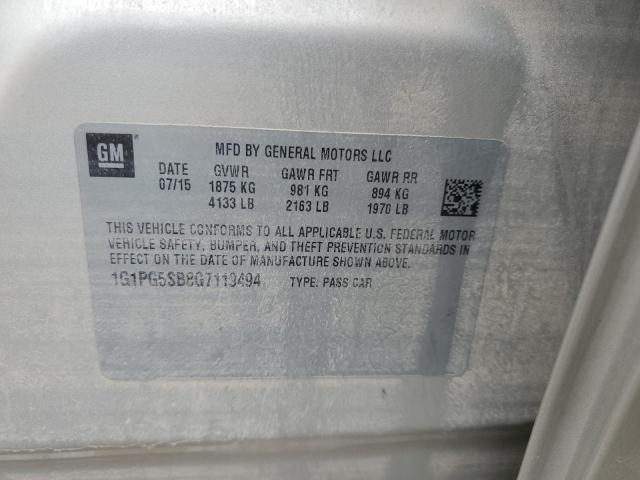 GM
MFD BY GENERAL MOTORS LLC
DATE GVWR GAWR FRT GAWR RR
07/15 1875 KG 981 KG 894 KG
4133 LB 2163 LB 1970 LB
THIS VEHICLE CONFORMS TO ALL APPLICABLE U.S. FEDERAL MOTOR
VEHICLE SAFETY, BUMPER, AND THEFT PREVENTION STANDARDS IN
EFFECT ON THE DATE OF MANUFACTURE SHOWN ABOVE.
1G1PG5SB8G7113494 TYPE: PASS CAR